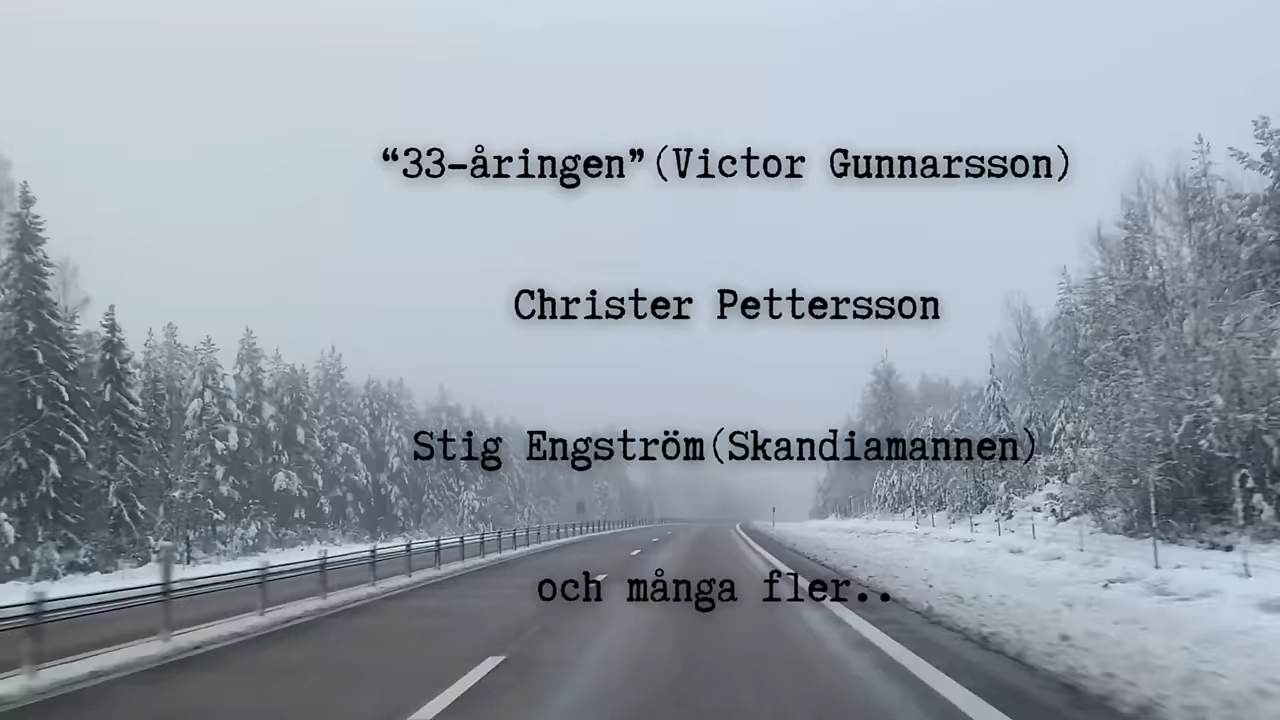 “33-åringen”(Victor Gunnarsson)
Christer Pettersson
Stig Engström(Skandiamannen)
och många fler..